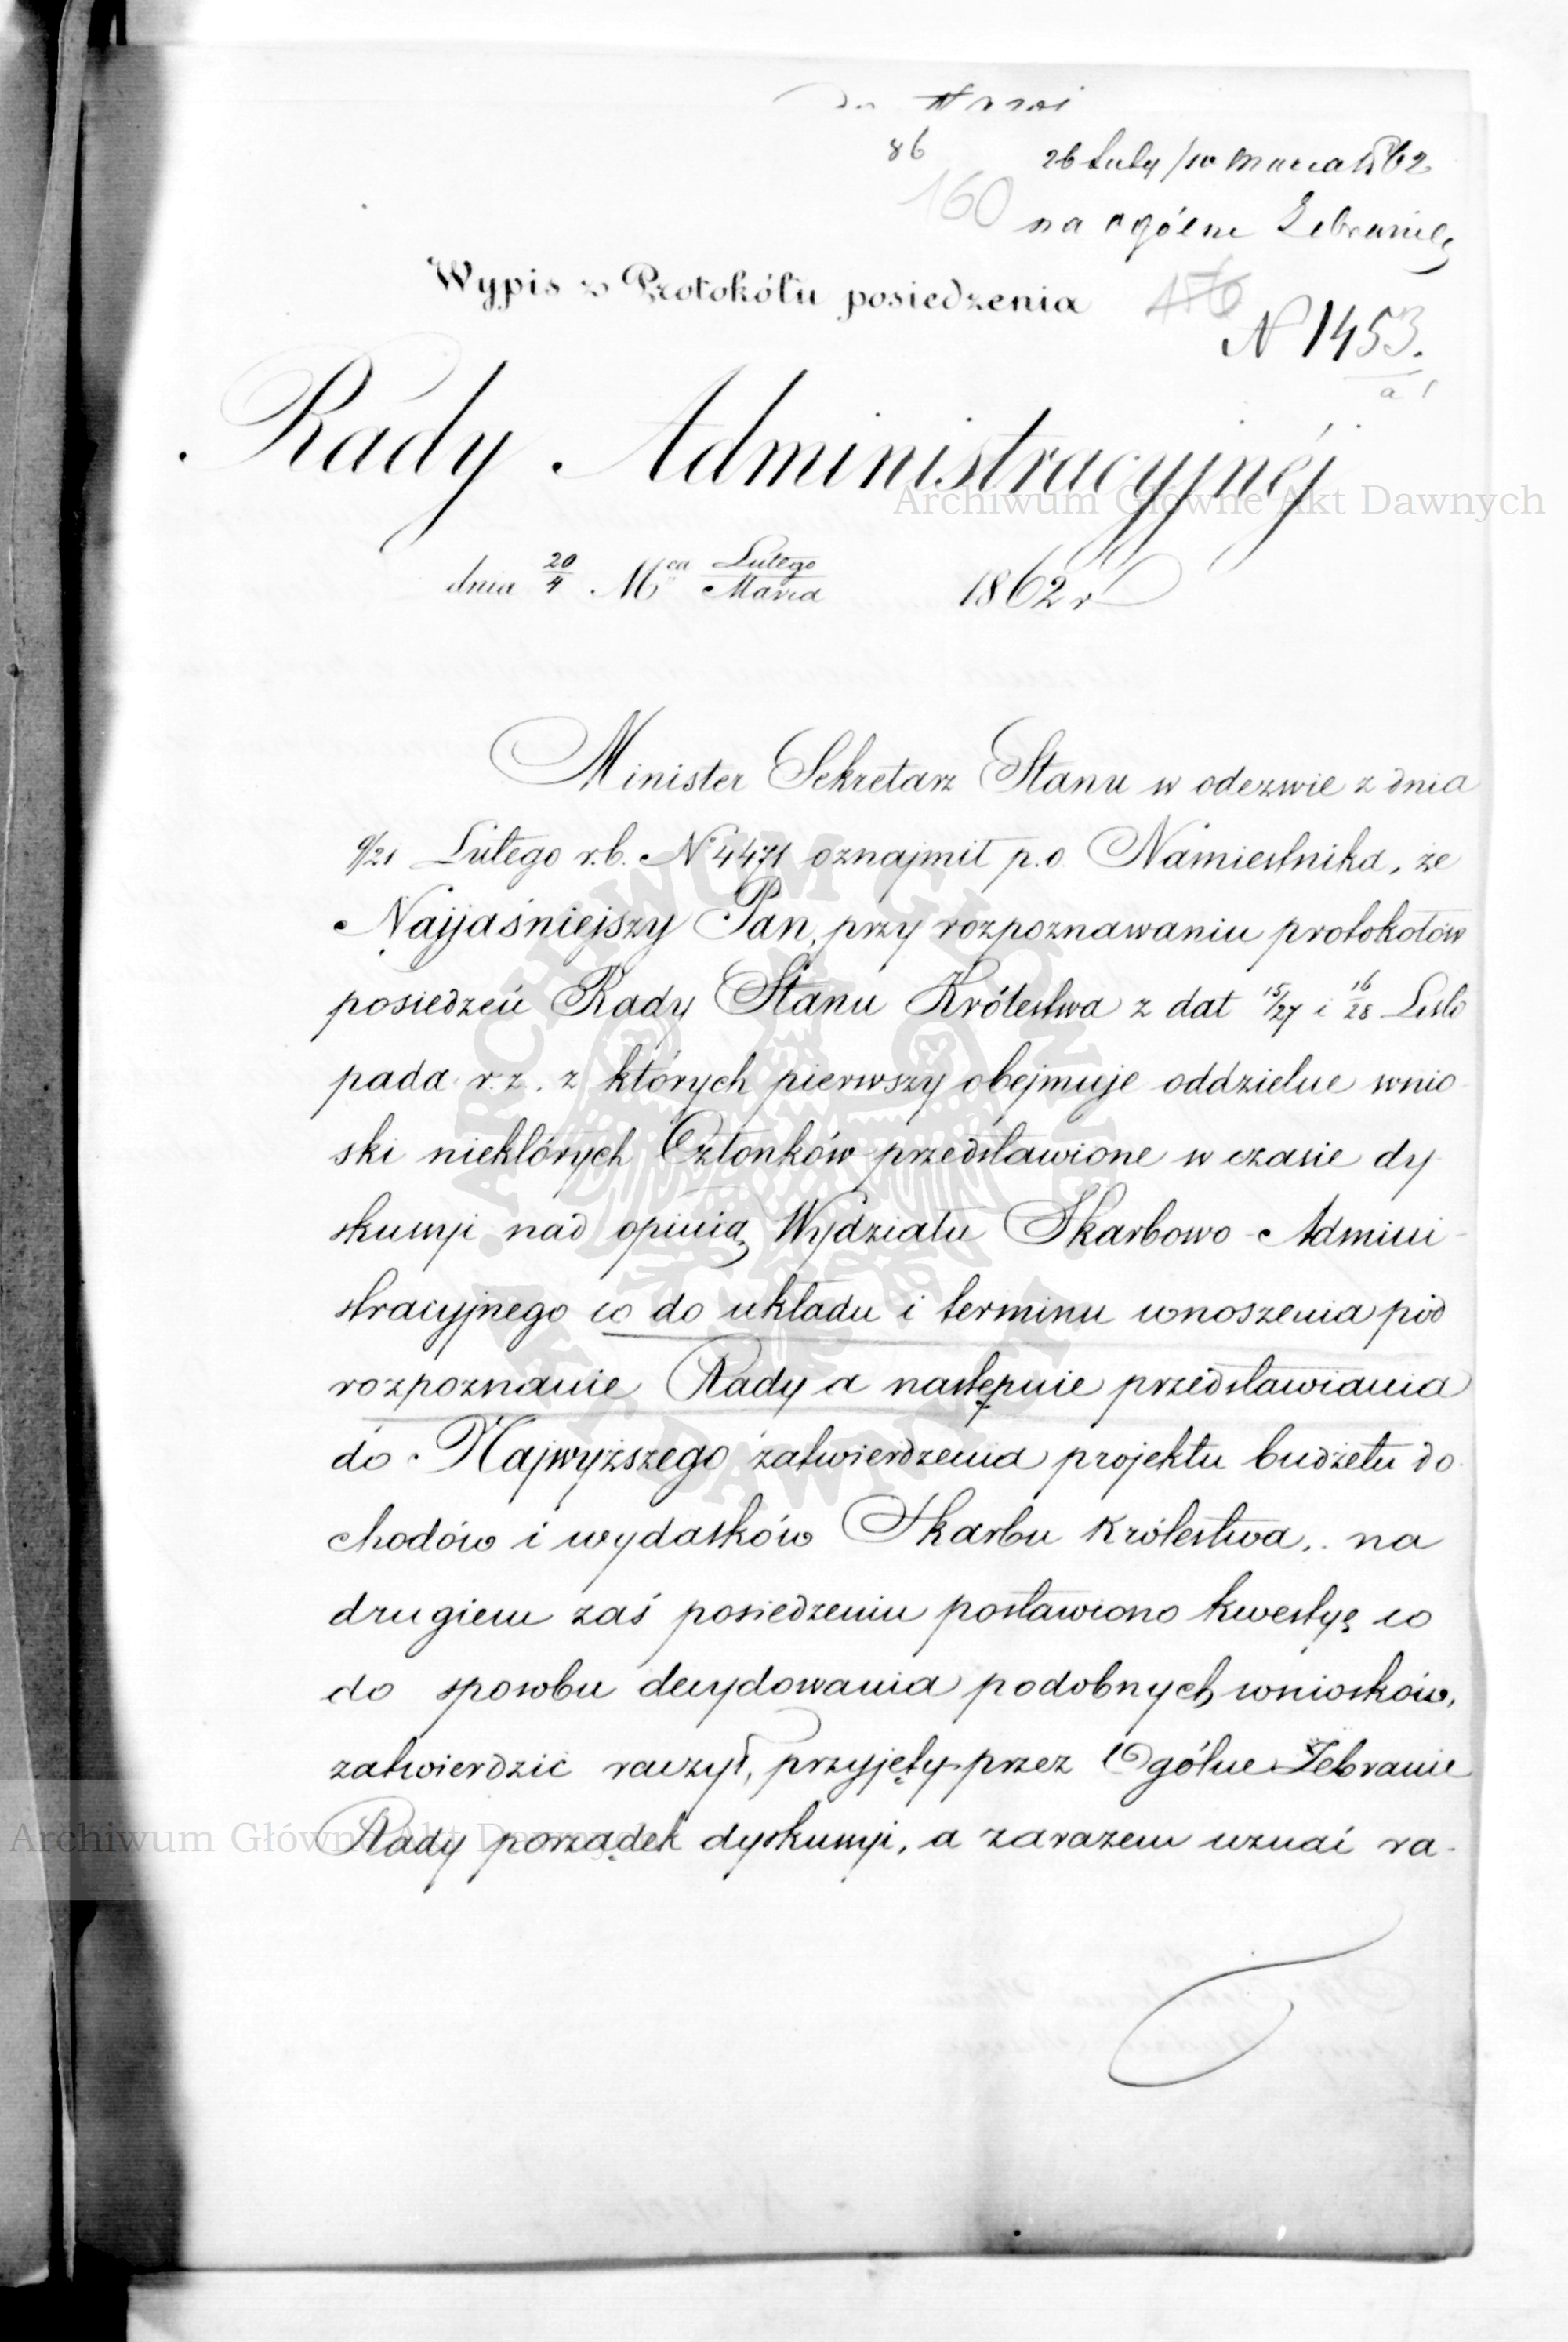 86
26 Luty / 10 Marca 1862
160
na ogólne Zebranie
Wypis z Protokółu posiedzenia
156
N 1453.
Rady Administracyjnéj
Archiwum Główne Akt Dawnych
dnia 20/4 Mca Lutego/Marca 1862 r
Minister Sekretarz Stanu w odezwie z dnia
9/21 Lutego r.b. No 4471 oznajmił p.o. Namiestnika, że
Najjaśniejszy Pan, przy rozpoznawaniu protokołów
posiedzeń Rady Stanu Królestwa z dat 15/27 i 16/28 Listo
pada r.z. z których pierwszy obejmuje oddzielne wnio
ski niektórych Członków przedstawione w czasie dy
skussyi nad opinią Wydziału Skarbowo-Admini-
stracyjnego co do układu i terminu wnoszenia pod
rozpoznanie Rady a następnie przedstawiania
do Najwyższego zatwierdzenia projektu budżetu do
chodów i wydatków Skarbu Królestwa, na
drugiem zaś posiedzeniu postawiono kwestyę co
do sposobu decydowania podobnych wniosków,
zatwierdzić raczył, przyjęty przez Ogólne Zebranie
Rady porządek dyskussyi, a zarazem uznać ra-
Archiwum Główne Akt Dawnych
ARCHIWUM GŁÓWNE AKT DAWNYCH